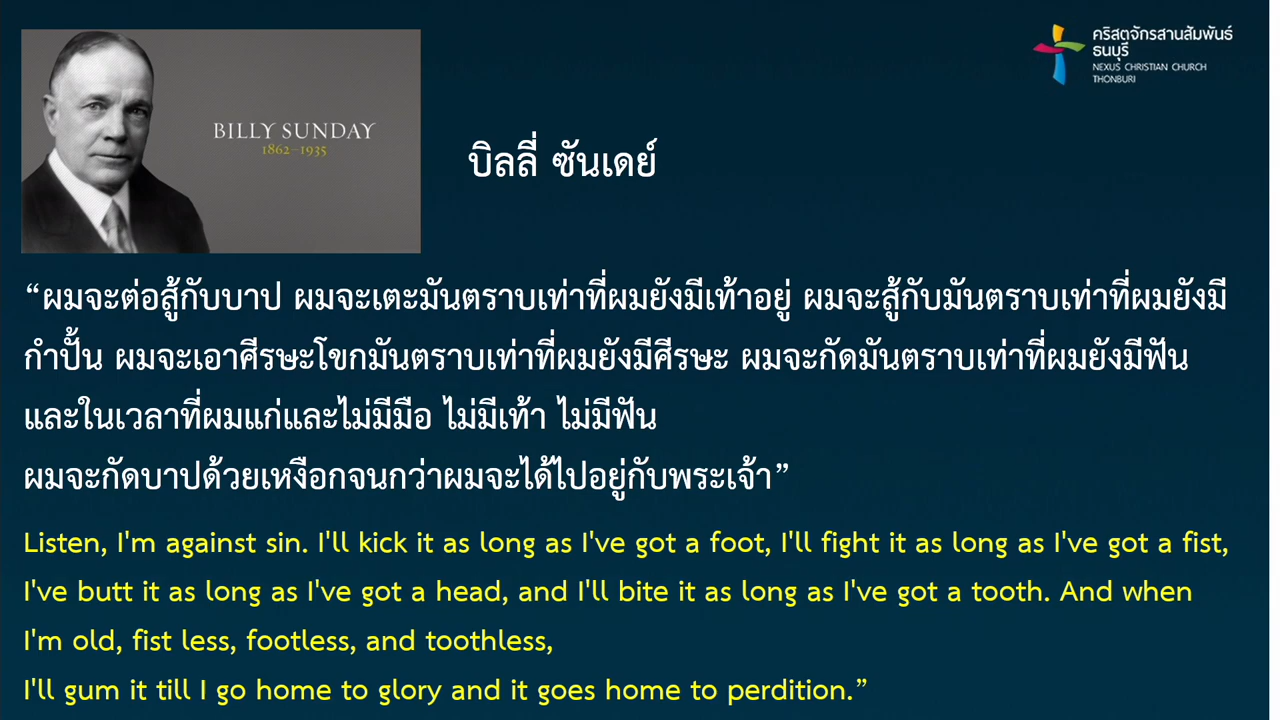 คริสตจักรสานสัมพันธ์
ธนบุรี
NEXUS CHRISTIAN CHURCH
THONBURI
BILLY SUNDAY
1862–1935
บิลลี่ ซันเดย์
“ผมจะต่อสู้กับบาป ผมจะเตะมันตราบเท่าที่ผมยังมีเท้าอยู่ ผมจะสู้กับมันตราบเท่าที่ผมยังมี
กำปั้น ผมจะเอาศีรษะโขกมันตราบเท่าที่ผมยังมีศีรษะ ผมจะกัดมันตราบเท่าที่ผมยังมีฟัน
และในเวลาที่ผมแก่และไม่มีมือ ไม่มีเท้า ไม่มีฟัน
ผมจะกัดบาปด้วยเหงือกจนกว่าผมจะได้ไปอยู่กับพระเจ้า”
Listen, I'm against sin. I'll kick it as long as I've got a foot, I'll fight it as long as I've got a fist,
I've butt it as long as I've got a head, and I'll bite it as long as I've got a tooth. And when
I'm old, fist less, footless, and toothless,
I'll gum it till I go home to glory and it goes home to perdition.”